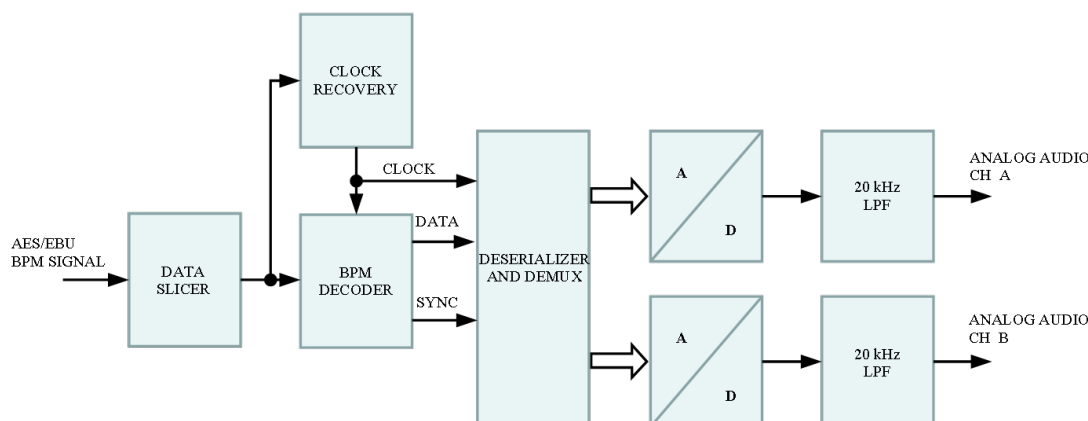 CLOCK
RECOVERY
CLOCK
AES/EBU
BPM SIGNAL
DATA
SLICER
BPM
DECODER
DATA
SYNC
DESERIALIZER
AND DEMUX
A
D
20 kHz
LPF
ANALOG AUDIO
CH A
A
D
20 kHz
LPF
ANALOG AUDIO
CH B